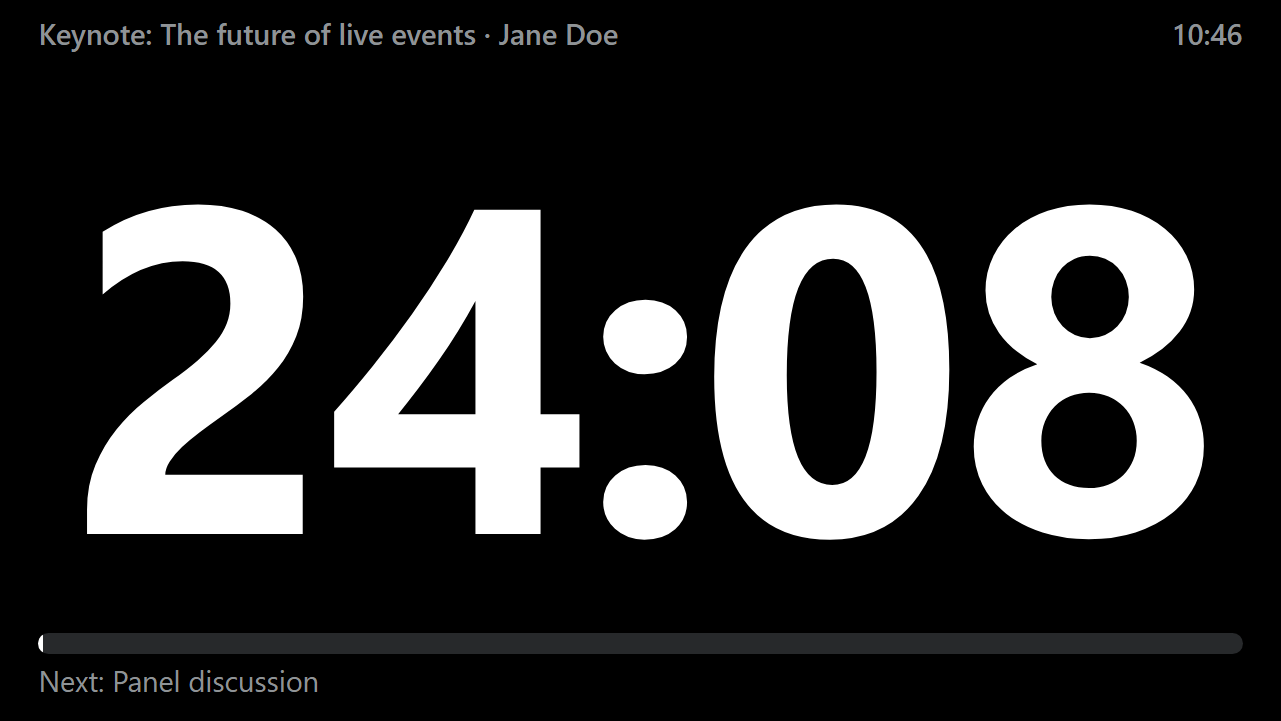 Keynote: The future of live events · Jane Doe
10:46
24:08
Next: Panel discussion